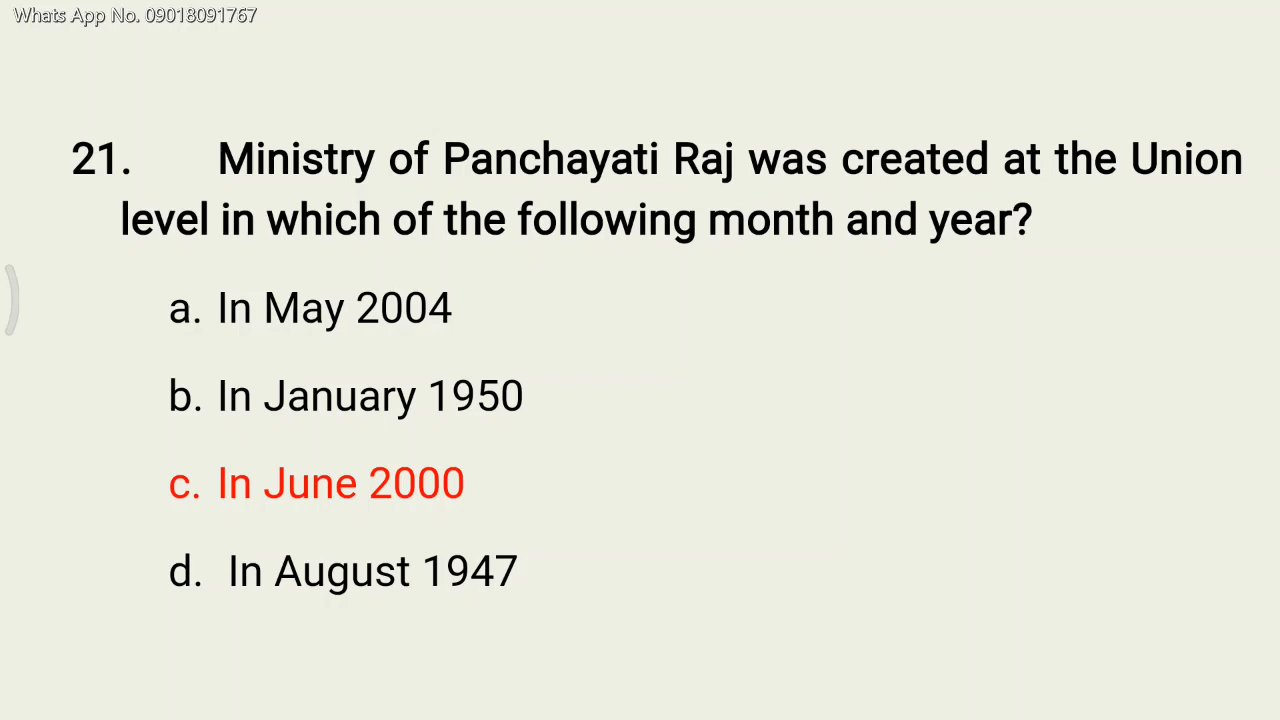 Whats App No. 09018091767
21. Ministry of Panchayati Raj was created at the Union
level in which of the following month and year?
a. In May 2004
b. In January 1950
c. In June 2000
d. In August 1947